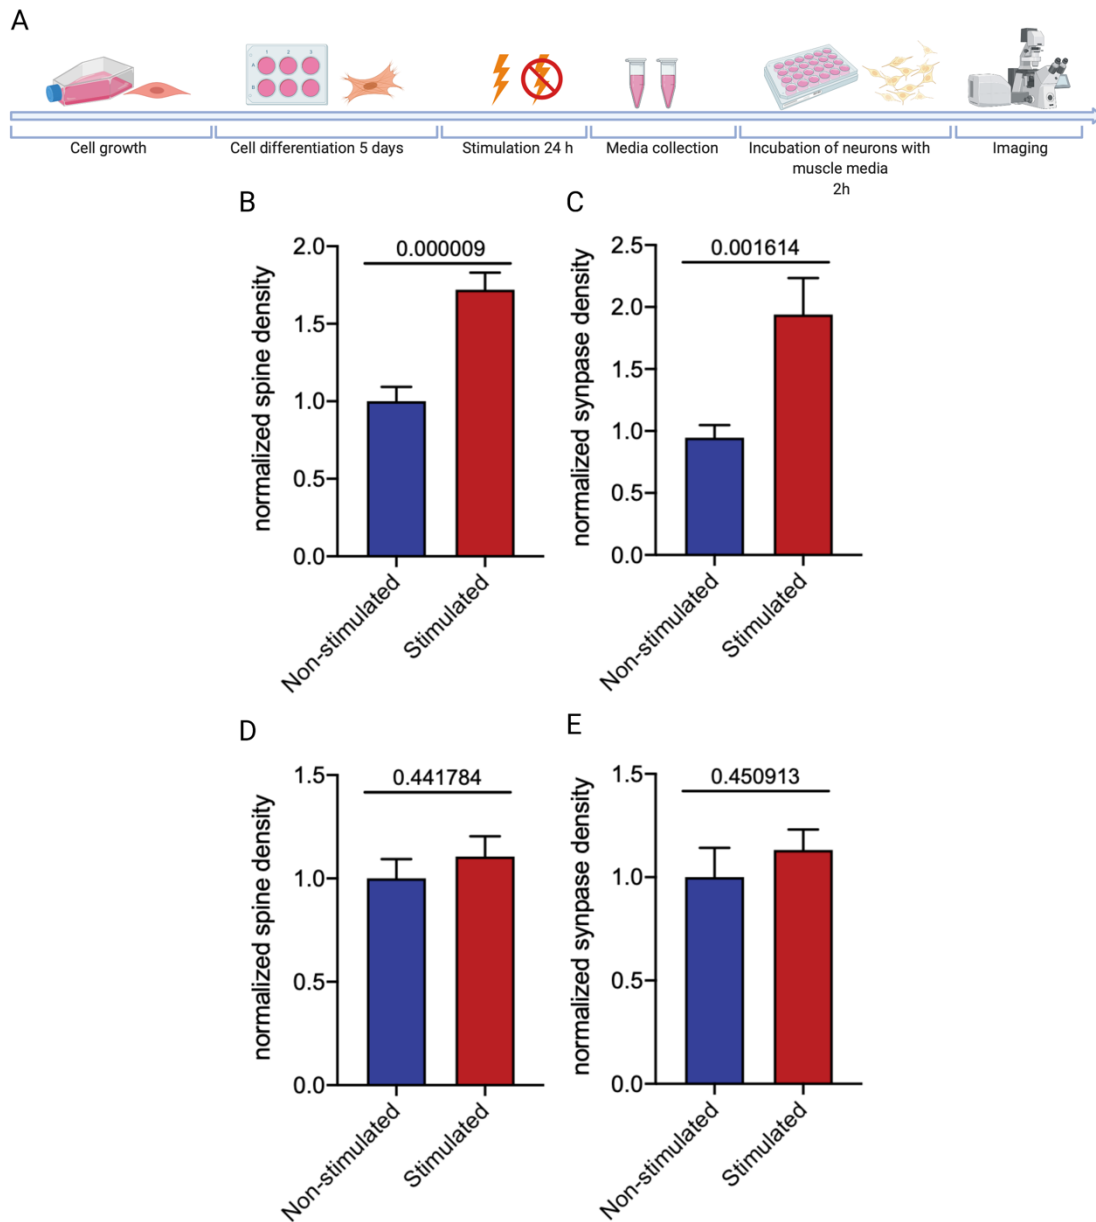 A
1 2 3
A
B
Cell growth
Cell differentiation 5 days
Stimulation 24 h
Media collection
Incubation of neurons with
muscle media
2h
Imaging
B
normalized spine density
2.0
1.5
1.0
0.5
0.0
0.000009
Non-stimulated
Stimulated
C
normalized synpase density
2.5
2.0
1.5
1.0
0.5
0.0
0.001614
Non-stimulated
Stimulated
D
normalized spine density
1.5
1.0
0.5
0.0
0.441784
Non-stimulated
Stimulated
E
normalized synpase density
1.5
1.0
0.5
0.0
0.450913
Non-stimulated
Stimulated